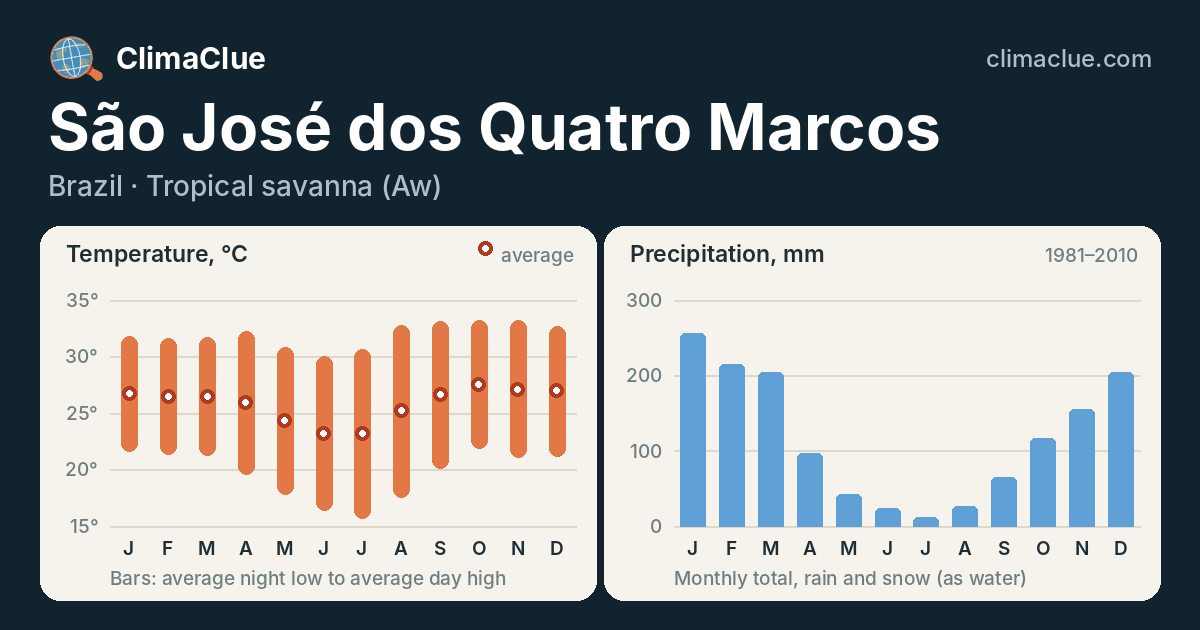 ClimaClue
climaclue.com
São José dos Quatro Marcos
Brazil · Tropical savanna (Aw)
Temperature, °C
average
35°
30°
25°
20°
15°
J F M A M J J A S O N D
Bars: average night low to average day high
Precipitation, mm
1981–2010
300
200
100
0
J F M A M J J A S O N D
Monthly total, rain and snow (as water)